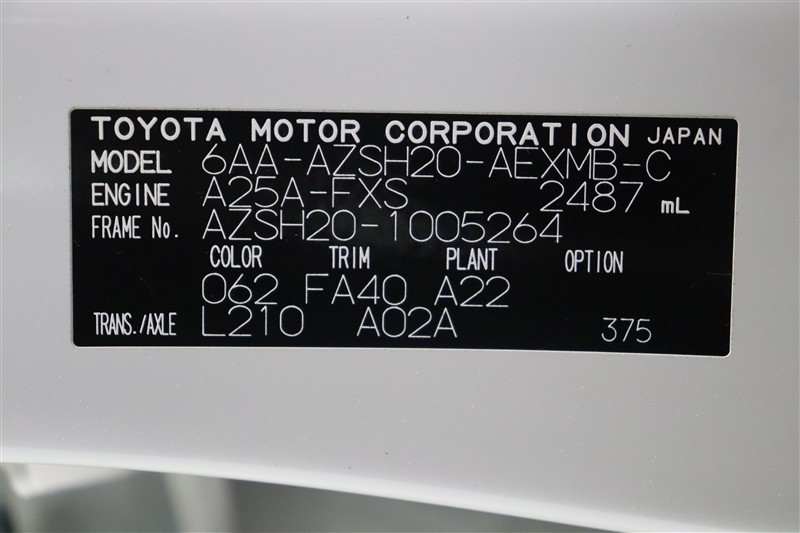 TOYOTA MOTOR CORPORATION JAPAN
MODEL 6AA-AZSH20-AEXMB-C
ENGINE A25A-FXS 2487 mL
FRAME No. AZSH20-1005264
COLOR TRIM PLANT OPTION
062 FA40 A22
TRANS./AXLE L210 A02A 375